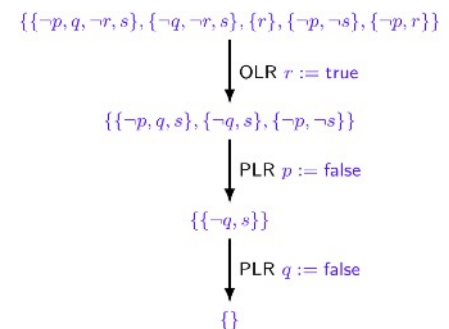 {{¬p, q, ¬r, s}, {¬q, ¬r, s}, {r}, {¬p, ¬s}, {¬p, r}}
OLR r := true
{{¬p, q, s}, {¬q, s}, {¬p, ¬s}}
PLR p := false
{{¬q, s}}
PLR q := false
{}